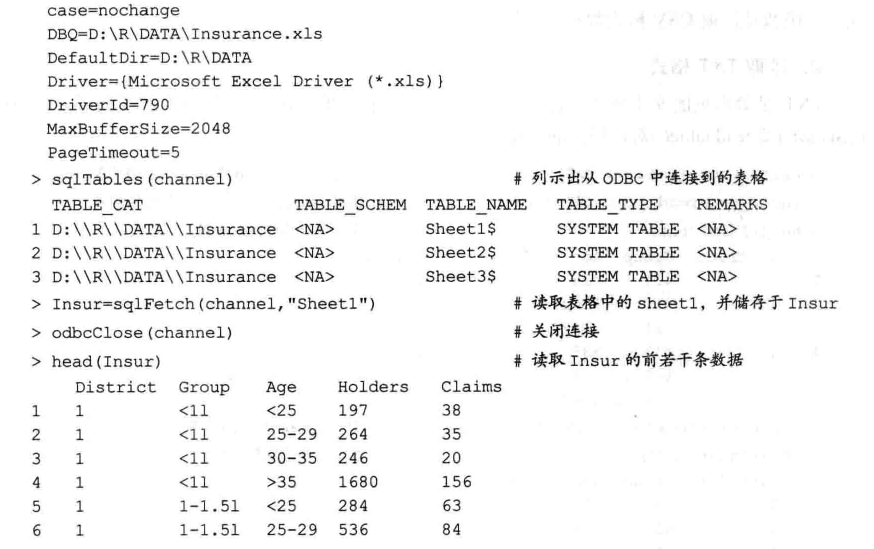 case=nochange
DBQ=D:\R\DATA\Insurance.xls
DefaultDir=D:\R\DATA
Driver={Microsoft Excel Driver (*.xls)}
DriverId=790
MaxBufferSize=2048
PageTimeout=5
> sqlTables(channel) # 列示出从 ODBC 中连接到的表格
TABLE_CAT TABLE_SCHEM TABLE_NAME TABLE_TYPE REMARKS
1 D:\\R\\DATA\\Insurance <NA> Sheet1$ SYSTEM TABLE <NA>
2 D:\\R\\DATA\\Insurance <NA> Sheet2$ SYSTEM TABLE <NA>
3 D:\\R\\DATA\\Insurance <NA> Sheet3$ SYSTEM TABLE <NA>
> Insur=sqlFetch(channel,"Sheet1") # 读取表格中的 sheet1，并储存于 Insur
> odbcClose(channel) # 关闭连接
> head(Insur) # 读取 Insur 的前若干条数据
District Group Age Holders Claims
1 1 <1l <25 197 38
2 1 <1l 25-29 264 35
3 1 <1l 30-35 246 20
4 1 <1l >35 1680 156
5 1 1-1.5l <25 284 63
6 1 1-1.5l 25-29 536 84